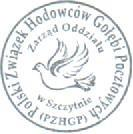 Polski Związek Hodowców Gołębi Pocztowych
Zarząd Oddziału
w Szczytnie
(PZHGP)